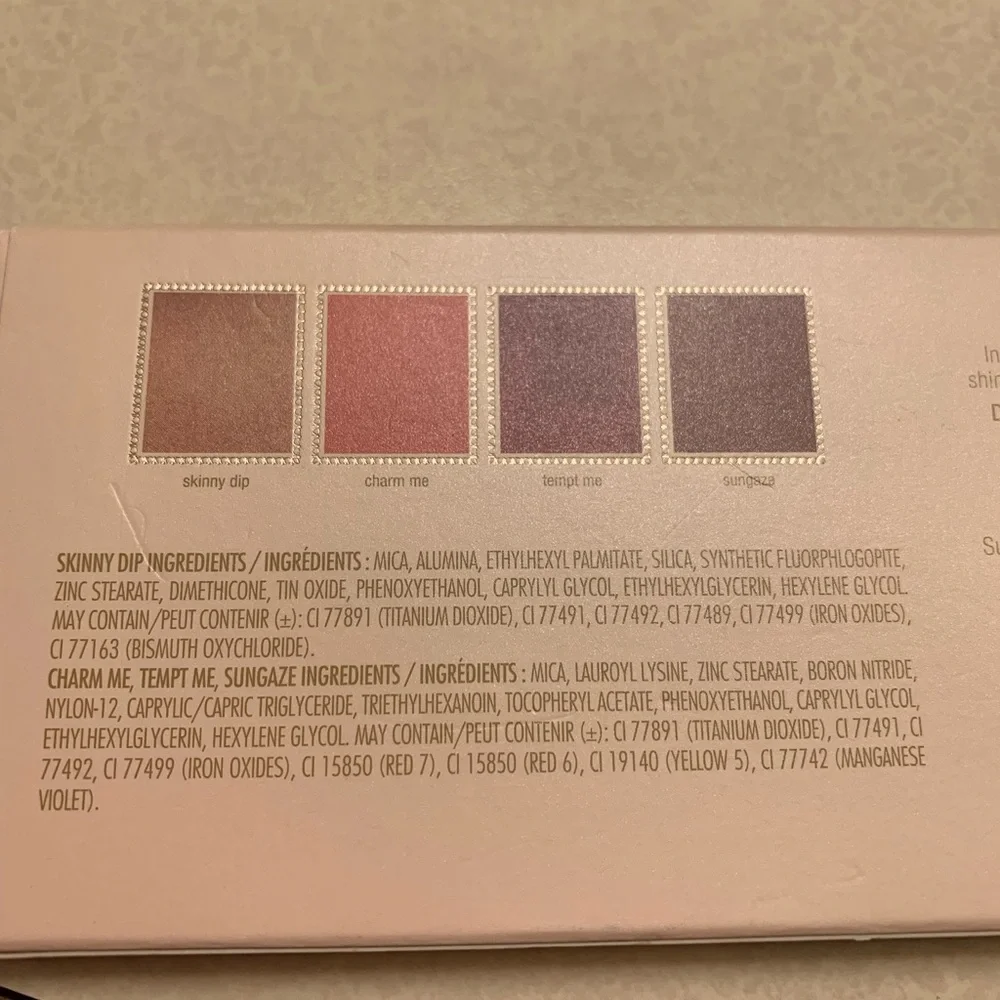 skinny dip
charm me
tempt me
sungaze
SKINNY DIP INGREDIENTS / INGRÉDIENTS : MICA, ALUMINA, ETHYLHEXYL PALMITATE, SILICA, SYNTHETIC FLUORPHLOGOPITE,
ZINC STEARATE, DIMETHICONE, TIN OXIDE, PHENOXYETHANOL, CAPRYLYL GLYCOL, ETHYLHEXYLGLYCERIN, HEXYLENE GLYCOL.
MAY CONTAIN/PEUT CONTENIR (±): CI 77891 (TITANIUM DIOXIDE), CI 77491, CI 77492, CI 77489, CI 77499 (IRON OXIDES),
CI 77163 (BISMUTH OXYCHLORIDE).
CHARM ME, TEMPT ME, SUNGAZE INGREDIENTS / INGRÉDIENTS : MICA, LAUROYL LYSINE, ZINC STEARATE, BORON NITRIDE,
NYLON-12, CAPRYLIC/CAPRIC TRIGLYCERIDE, TRIETHYLHEXANOIN, TOCOPHERYL ACETATE, PHENOXYETHANOL, CAPRYLYL GLYCOL,
ETHYLHEXYLGLYCERIN, HEXYLENE GLYCOL. MAY CONTAIN/PEUT CONTENIR (±): CI 77891 (TITANIUM DIOXIDE), CI 77491, CI
77492, CI 77499 (IRON OXIDES), CI 15850 (RED 7), CI 15850 (RED 6), CI 19140 (YELLOW 5), CI 77742 (MANGANESE
VIOLET).